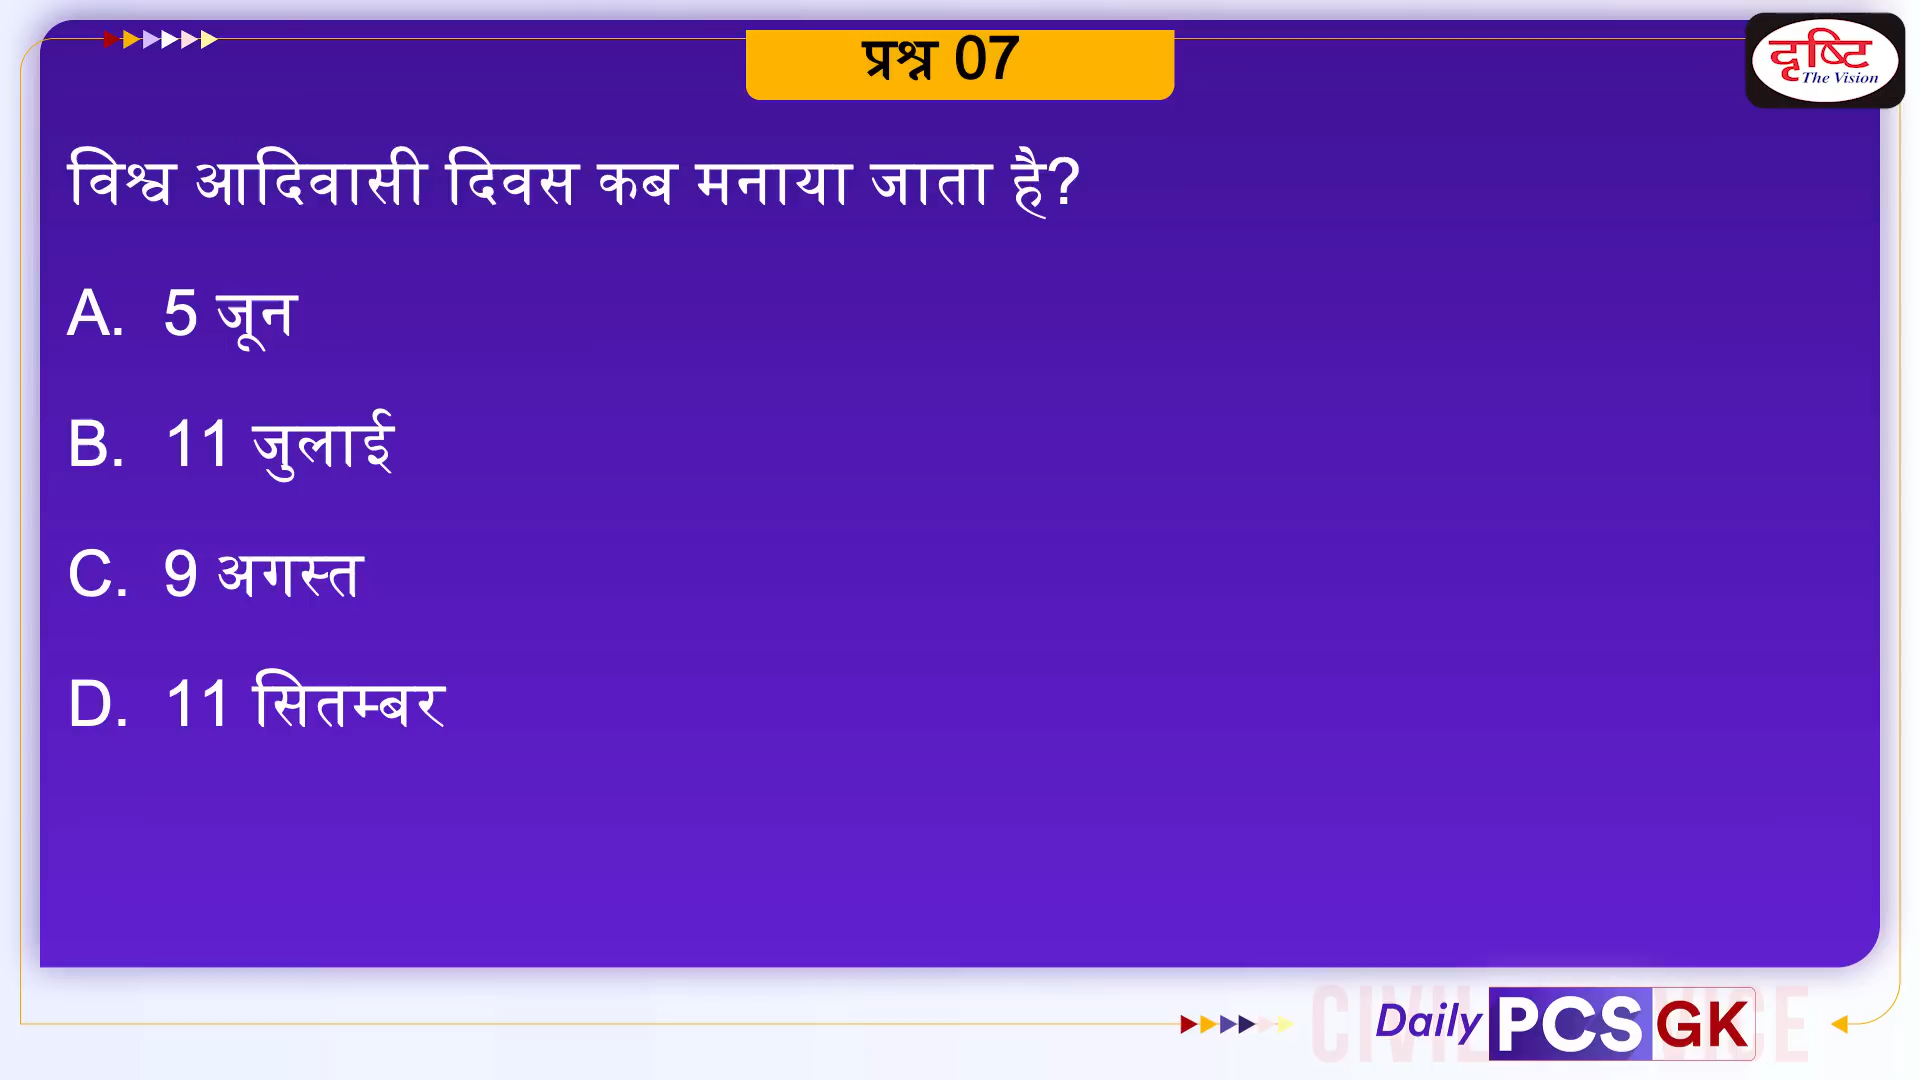 प्रश्न 07
दृष्टि
The Vision
विश्व आदिवासी दिवस कब मनाया जाता है?
A. 5 जून
B. 11 जुलाई
C. 9 अगस्त
D. 11 सितम्बर
Daily PCS GK